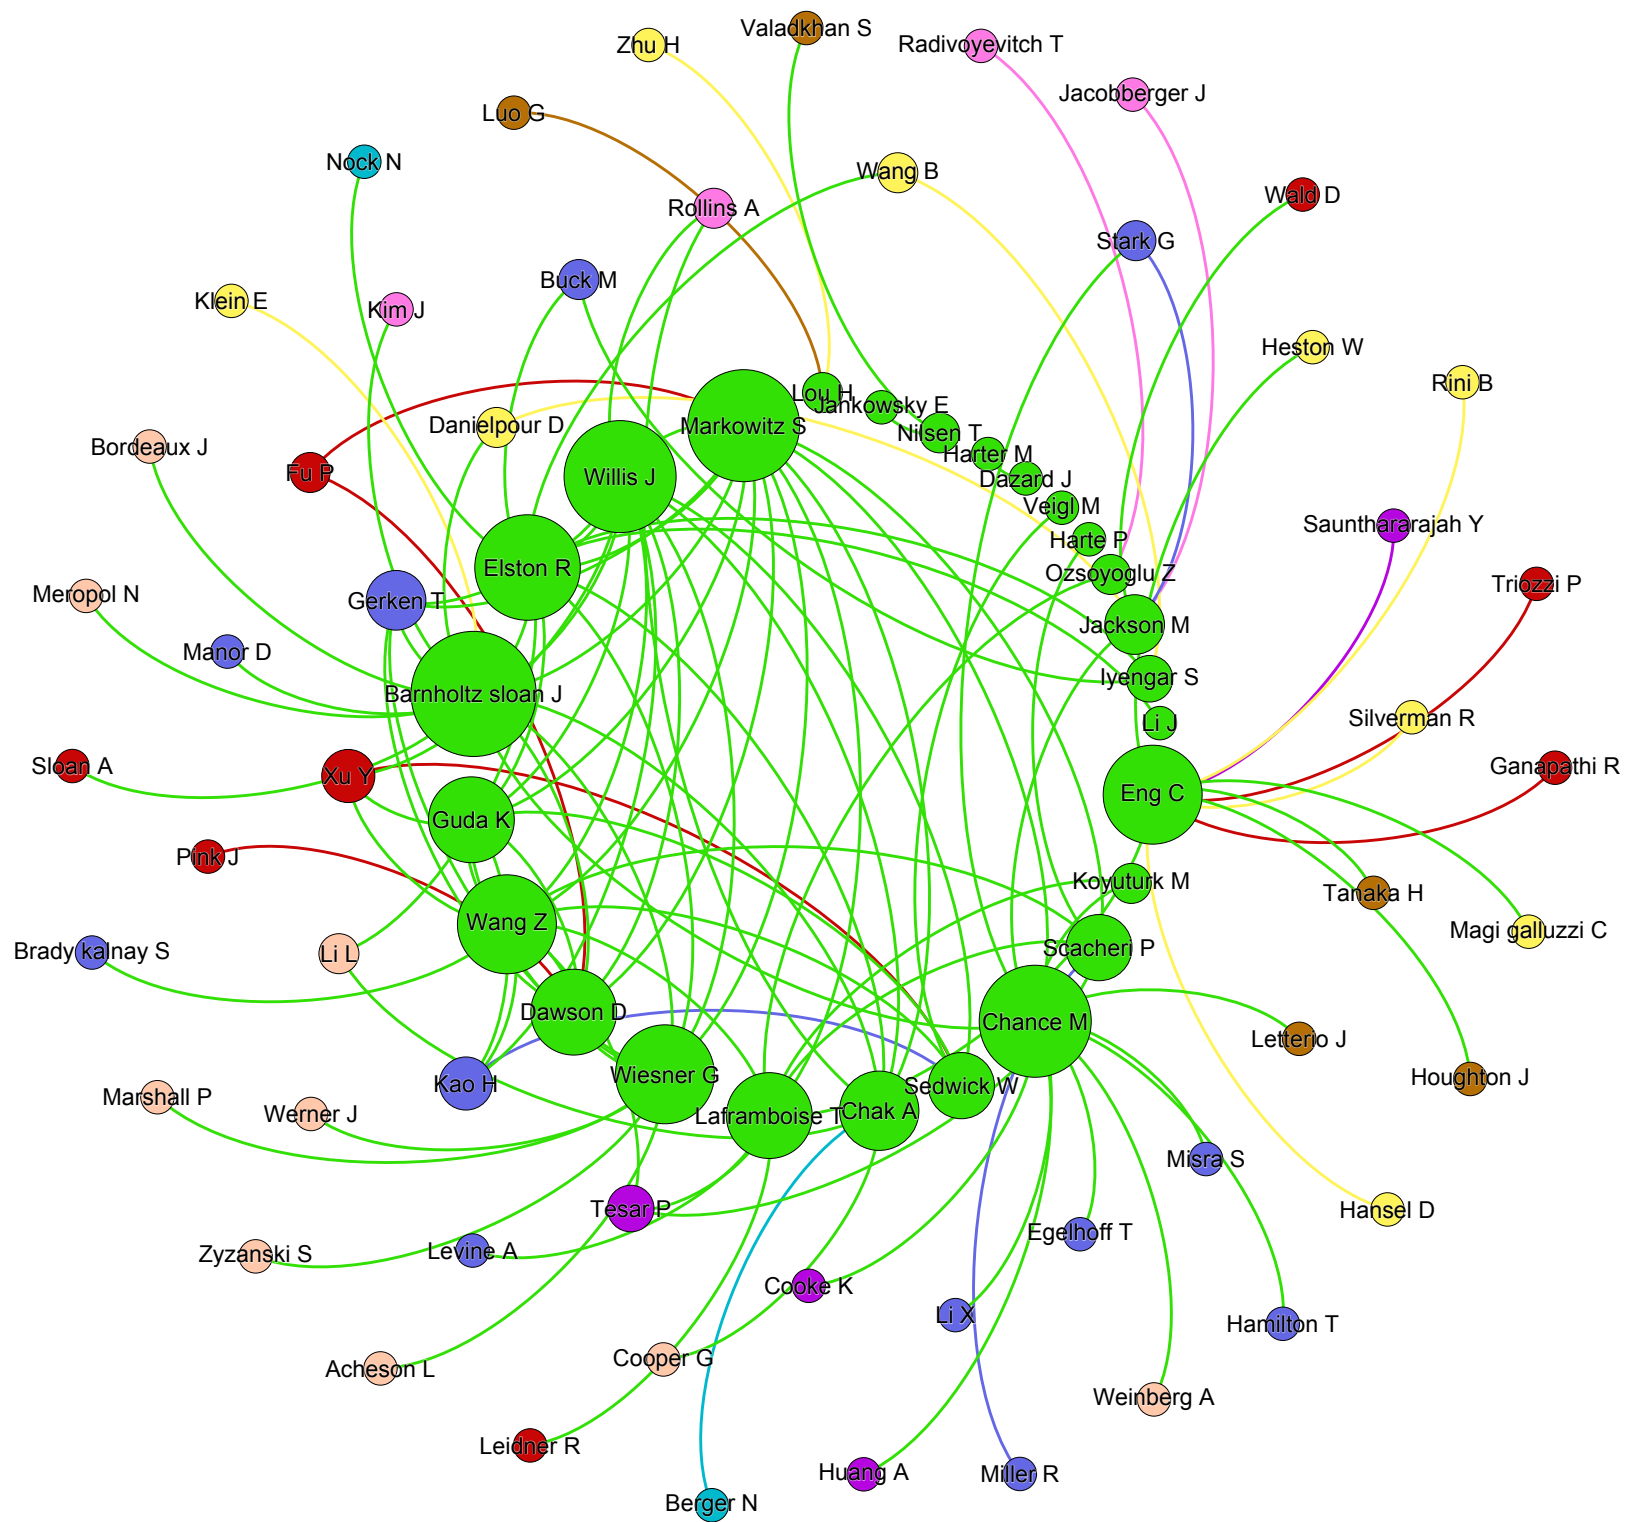 Valadkhan S
Zhu H
Radivoyevitch T
Jacobberger J
Luo G
Nock N
Wang B
Wald D
Rollins A
Stark G
Buck M
Klein E
Kim J
Heston W
Rini B
Lou H
Jankowsky E
Danielpour D
Markowitz S
Nilsen T
Bordeaux J
Harter M
Fu P
Willis J
Dazard J
Veigl M
Saunthararajah Y
Harte P
Elston R
Ozsoyoglu Z
Triozzi P
Meropol N
Gerken T
Jackson M
Manor D
Iyengar S
Barnholtz sloan J
Li J
Silverman R
Sloan A
Xu Y
Ganapathi R
Eng C
Guda K
Pink J
Koyuturk M
Tanaka H
Wang Z
Magi galluzzi C
Brady kalnay S
Li L
Scacheri P
Dawson D
Chance M
Letterio J
Wiesner G
Houghton J
Kao H
Sedwick W
Marshall P
Werner J
Laframboise T
Chak A
Misra S
Tesar P
Hansel D
Egelhoff T
Zyzanski S
Levine A
Cooke K
Li X
Hamilton T
Cooper G
Acheson L
Weinberg A
Leidner R
Huang A
Miller R
Berger N